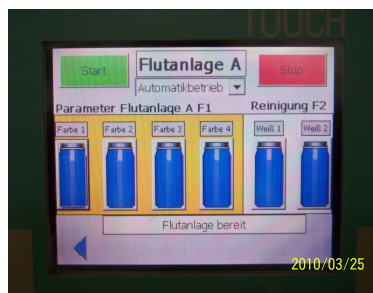 TOUCH
Start
Flutanlage A
Stop
Automatikbetrieb
Parameter Flutanlage A F1
Reinigung F2
Farbe 1
Farbe 2
Farbe 3
Farbe 4
Weiß 1
Weiß 2
Flutanlage bereit
2010/03/25